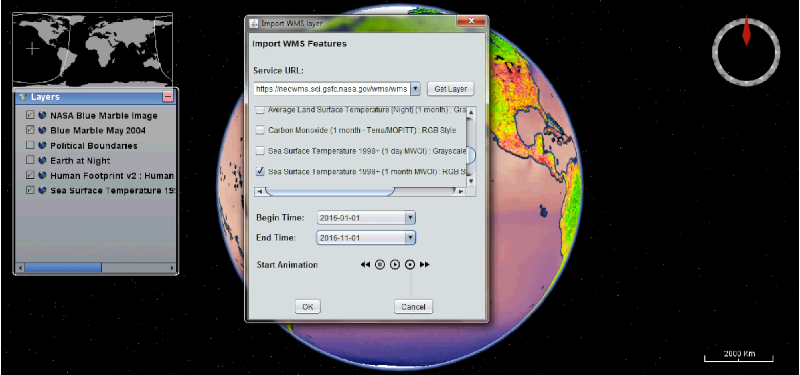 Import WMS layer
Import WMS Features
Service URL:
https://neowms.sci.gsfc.nasa.gov/wms/wms
Get Layer
Average Land Surface Temperature [Night] (1 month) : Gra
Carbon Monoxide (1 month - Terra/MOPITT) : RGB Style
Sea Surface Temperature 1998+ (1 day MWOI) : Grayscale
Sea Surface Temperature 1998+ (1 month MWOI) : RGB S
Begin Time:
2016-01-01
End Time:
2016-11-01
Start Animation
OK
Cancel
Layers
NASA Blue Marble Image
Blue Marble May 2004
Political Boundaries
Earth at Night
Human Footprint v2 : Human
Sea Surface Temperature 19
2000 Km